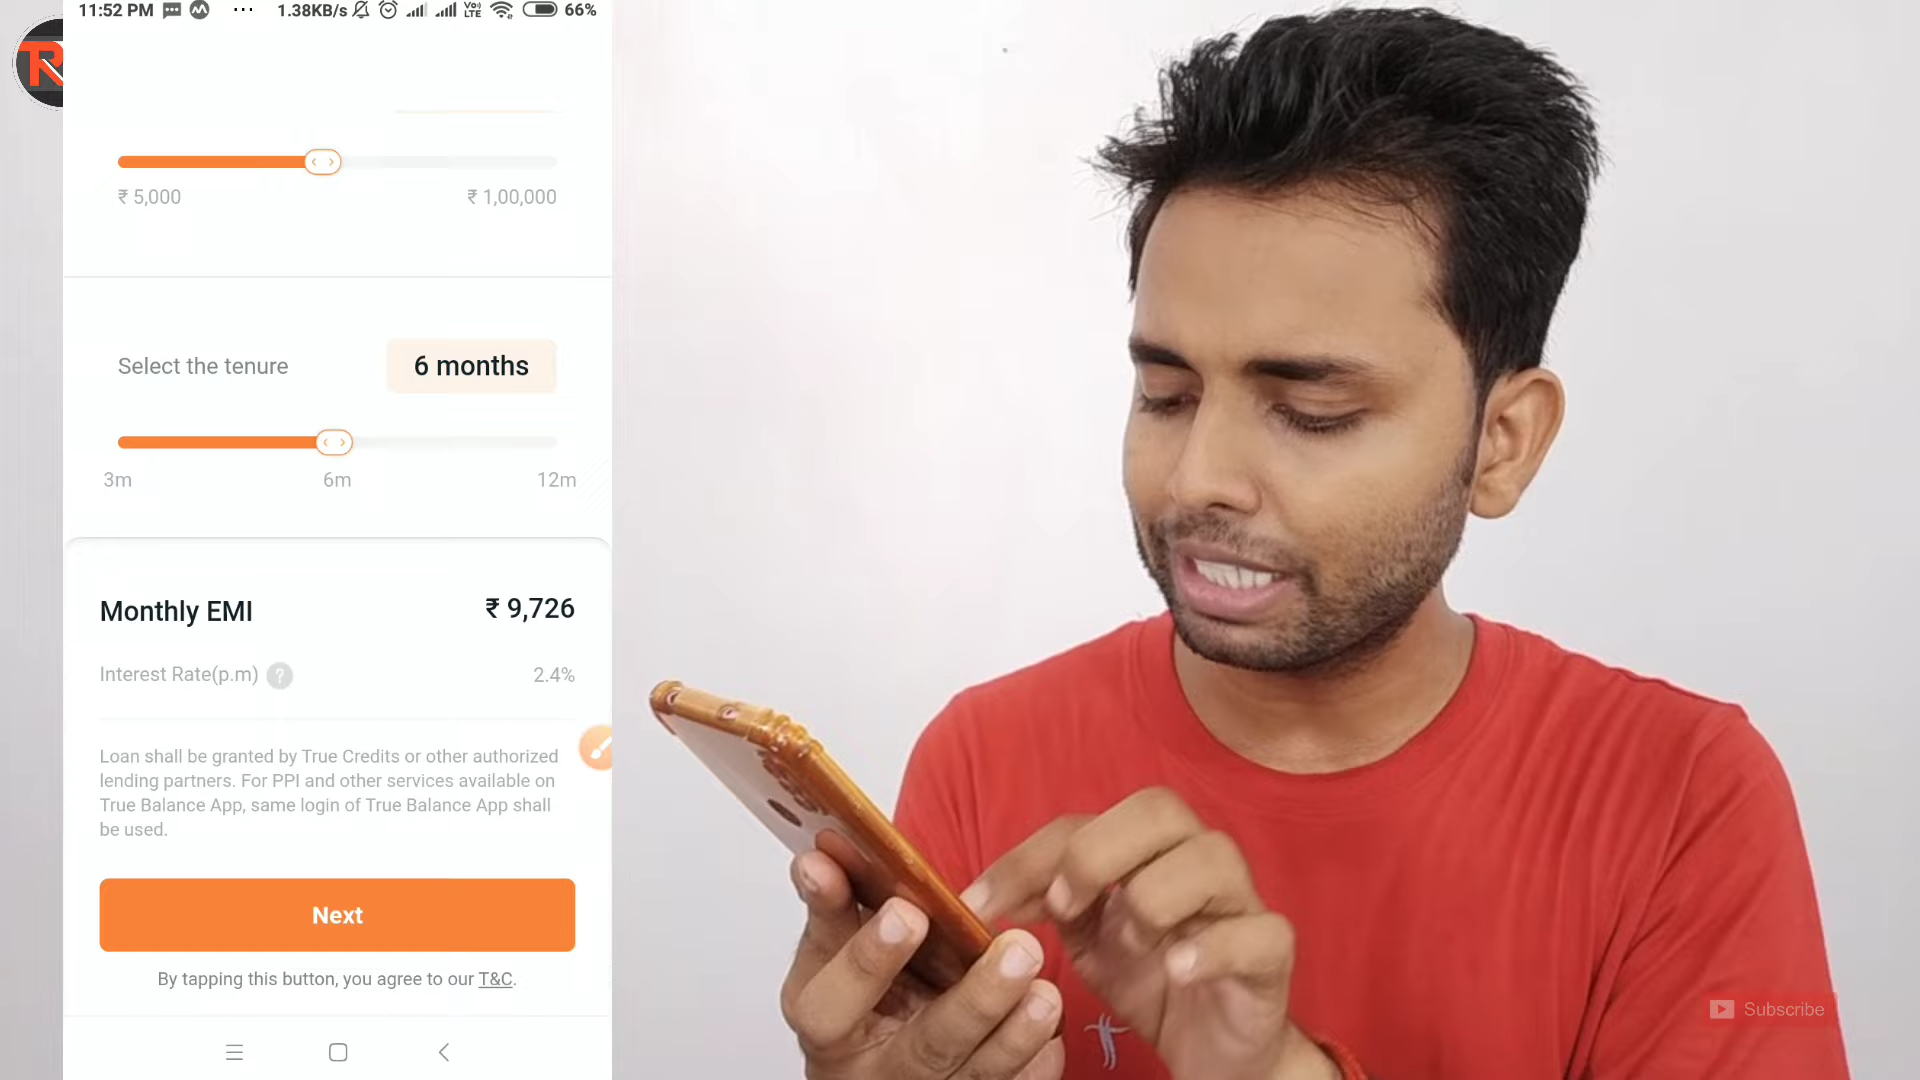 11:52 PM ... 1.38KB/s Vo) LTE 66%
R
₹ 5,000 ₹ 1,00,000
Select the tenure 6 months
3m 6m 12m
Monthly EMI ₹ 9,726
Interest Rate(p.m) ? 2.4%
Loan shall be granted by True Credits or other authorized
lending partners. For PPI and other services available on
True Balance App, same login of True Balance App shall
be used.
Next
By tapping this button, you agree to our T&C.
Subscribe